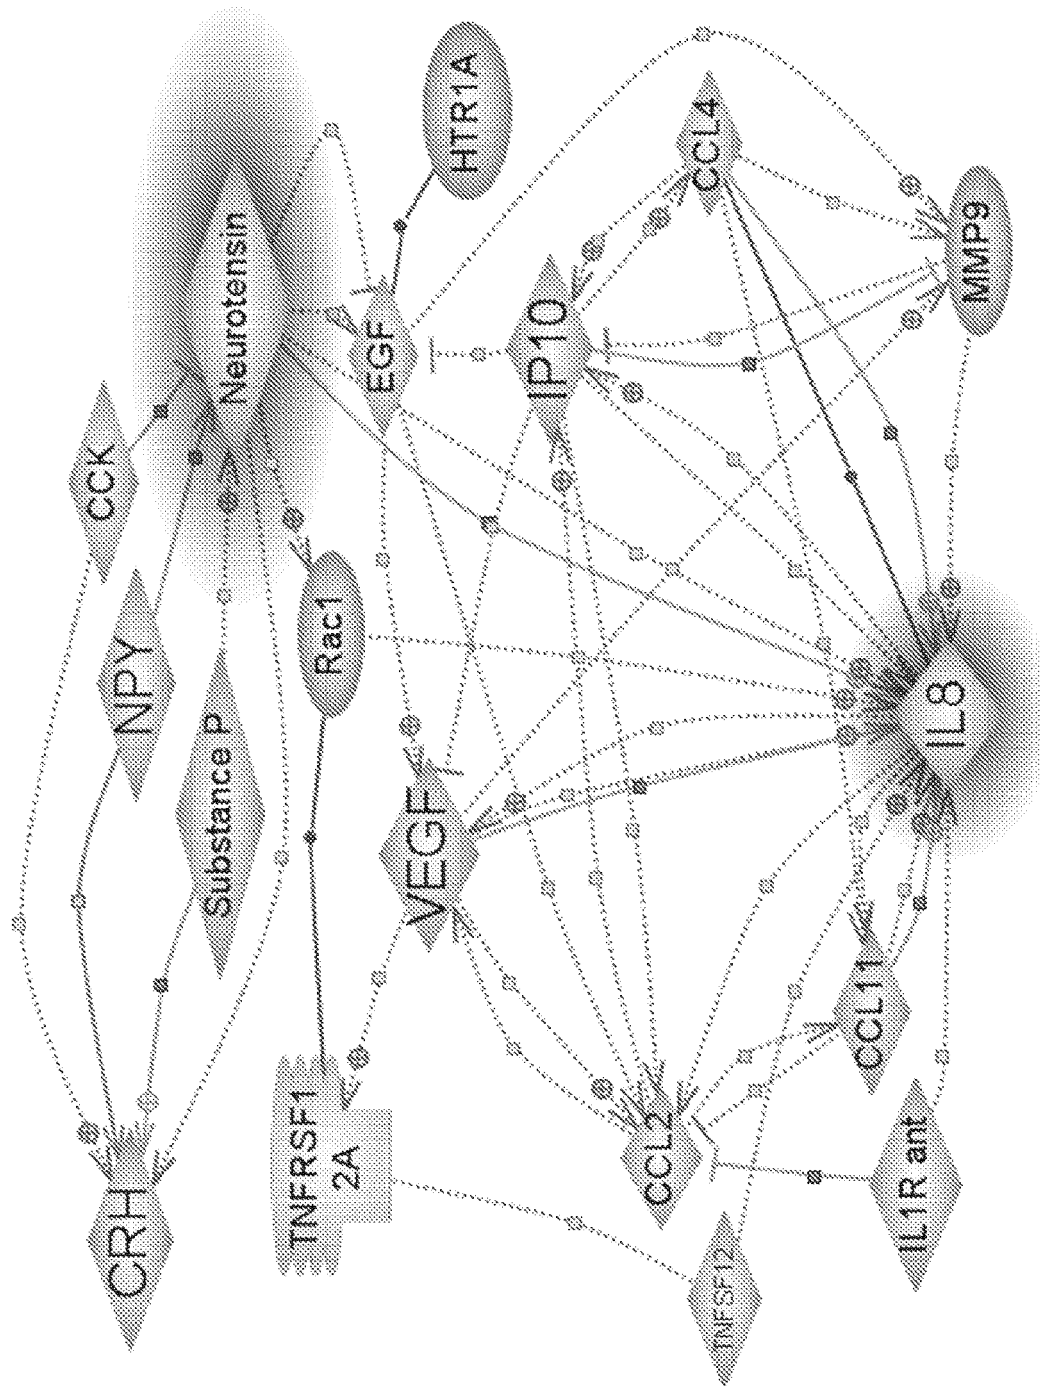 CRH
CCK
NPY
Substance P
Neurotensin
TNFRSF1
2A
Rac1
VEGF
EGF
HTR1A
IP10
CCL2
TNFSF12
CCL4
CCL11
IL1R ant
IL8
MMP9